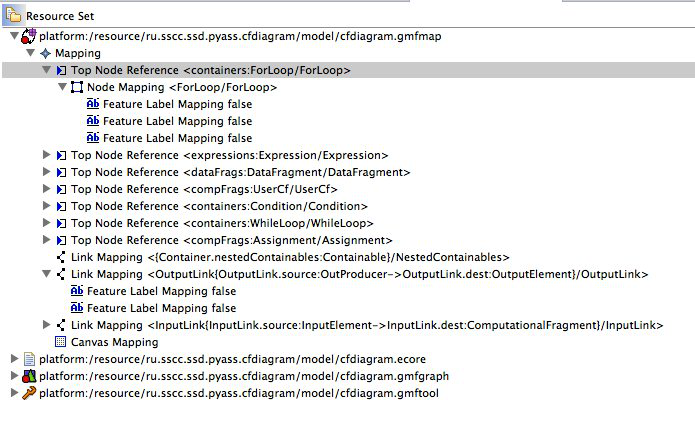 Resource Set
platform:/resource/ru.sscc.ssd.pyass.cfdiagram/model/cfdiagram.gmfmap
Mapping
Top Node Reference <containers:ForLoop/ForLoop>
Node Mapping <ForLoop/ForLoop>
Ab Feature Label Mapping false
Ab Feature Label Mapping false
Ab Feature Label Mapping false
Top Node Reference <expressions:Expression/Expression>
Top Node Reference <dataFrags:DataFragment/DataFragment>
Top Node Reference <compFrags:UserCf/UserCf>
Top Node Reference <containers:Condition/Condition>
Top Node Reference <containers:WhileLoop/WhileLoop>
Top Node Reference <compFrags:Assignment/Assignment>
Link Mapping <{Container.nestedContainables:Containable}/NestedContainables>
Link Mapping <OutputLink{OutputLink.source:OutProducer->OutputLink.dest:OutputElement}/OutputLink>
Ab Feature Label Mapping false
Ab Feature Label Mapping false
Link Mapping <InputLink{InputLink.source:InputElement->InputLink.dest:ComputationalFragment}/InputLink>
Canvas Mapping
platform:/resource/ru.sscc.ssd.pyass.cfdiagram/model/cfdiagram.ecore
platform:/resource/ru.sscc.ssd.pyass.cfdiagram/model/cfdiagram.gmfgraph
platform:/resource/ru.sscc.ssd.pyass.cfdiagram/model/cfdiagram.gmftool